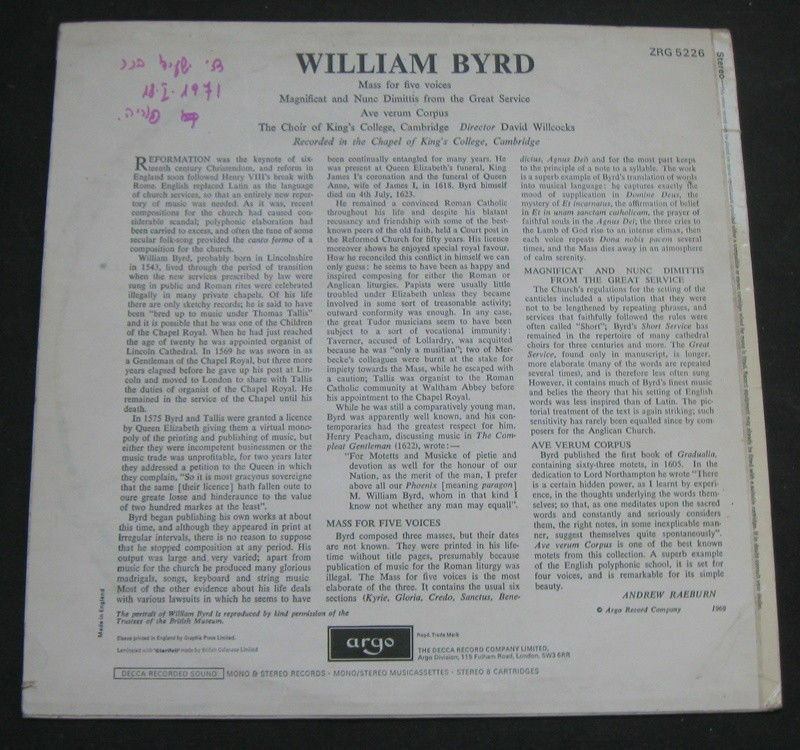 WILLIAM BYRD
ZRG 5226
Stereo
Mass for five voices
Magnificat and Nunc Dimittis from the Great Service
Ave verum Corpus
The Choir of King's College, Cambridge Director David Willcocks
Recorded in the Chapel of King's College, Cambridge
1971.I.18
REFORMATION was the keynote of six-
teenth century Christendom, and reform in
England soon followed Henry VIII's break with
Rome. English replaced Latin as the language
of church services, so that an entirely new reper-
tory of music was needed. As it was, recent
compositions for the church had caused con-
siderable scandal; polyphonic elaboration had
been carried to excess, and often the tune of some
secular folk-song provided the canto fermo of a
composition for the church.
William Byrd, probably born in Lincolnshire
in 1543, lived through the period of transition
when the new services prescribed by law were
sung in public and Roman rites were celebrated
illegally in many private chapels. Of his life
there are only sketchy records; he is said to have
been "bred up to music under Thomas Tallis"
and it is possible that he was one of the Children
of the Chapel Royal. When he had just reached
the age of twenty he was appointed organist of
Lincoln Cathedral. In 1569 he was sworn in as
a Gentleman of the Chapel Royal, but three more
years elapsed before he gave up his post at Lin-
coln and moved to London to share with Tallis
the duties of organist of the Chapel Royal. He
remained in the service of the Chapel until his
death.
In 1575 Byrd and Tallis were granted a licence
by Queen Elizabeth giving them a virtual mono-
poly of the printing and publishing of music, but
either they were incompetent businessmen or the
music trade was unprofitable, for two years later
they addressed a petition to the Queen in which
they complain, "So it is most gracyous sovereigne
that the same [their licence] hath fallen oute to
oure greate losse and hinderaunce to the value
of two hundred markes at the least".
Byrd began publishing his own works at about
this time, and although they appeared in print at
irregular intervals, there is no reason to suppose
that he stopped composition at any period. His
output was large and very varied; apart from
music for the church he produced many glorious
madrigals, songs, keyboard and string music
Most of the other evidence about his life deals
with various lawsuits in which he seems to have
been continually entangled for many years. He
was present at Queen Elizabeth's funeral, King
James I's coronation and the funeral of Queen
Anne, wife of James I, in 1618. Byrd himself
died on 4th July, 1623.
He remained a convinced Roman Catholic
throughout his life and despite his blatant
recusancy and friendship with some of the best-
known peers of the old faith, held a Court post in
the Reformed Church for fifty years. His licence
moreover shows he enjoyed special royal favour.
How he reconciled this conflict in himself we can
only guess: he seems to have been as happy and
inspired composing for either the Roman or
Anglican liturgies. Papists were usually little
troubled under Elizabeth unless they became
involved in some sort of treasonable activity;
outward conformity was enough. In any case,
the great Tudor musicians seem to have been
subject to a sort of vocational immunity:
Taverner, accused of Lollardry, was acquitted
because he was "only a musitian"; two of Mer-
becke's colleagues were burnt at the stake for
impiety towards the Mass, while he escaped with
a caution; Tallis was organist to the Roman
Catholic community at Waltham Abbey before
his appointment to the Chapel Royal.
While he was still a comparatively young man,
Byrd was apparently well known, and his con-
temporaries had the greatest respect for him.
Henry Peacham, discussing music in The Com-
pleat Gentleman (1622), wrote:—
"For Motetts and Musicke of pietie and
devotion as well for the honour of our
Nation, as the merit of the man, I prefer
above all our Phoenix [meaning paragon]
M. William Byrd, whom in that kind I
know not whether any man may equall".
MASS FOR FIVE VOICES
Byrd composed three masses, but their dates
are not known. They were printed in his life-
time without title pages, presumably because
publication of music for the Roman liturgy was
illegal. The Mass for five voices is the most
elaborate of the three. It contains the usual six
sections (Kyrie, Gloria, Credo, Sanctus, Bene-
dictus, Agnus Dei) and for the most part keeps
to the principle of a note to a syllable. The work
is a superb example of Byrd's translation of words
into musical language: he captures exactly the
mood of supplication in Domine Deus, the
mystery of Et incarnatus, the affirmation of belief
in Et in unam sanctam catholicam, the prayer of
faithful souls in the Agnus Dei; the three cries to
the Lamb of God rise to an intense climax, then
each voice repeats Dona nobis pacem several
times, and the Mass dies away in an atmosphere
of calm serenity.
MAGNIFICAT AND NUNC DIMITTIS
FROM THE GREAT SERVICE
The Church's regulations for the setting of the
canticles included a stipulation that they were
not to be lengthened by repeating phrases, and
services that faithfully followed the rules were
often called "Short"; Byrd's Short Service has
remained in the repertoire of many cathedral
choirs for three centuries and more. The Great
Service, found only in manuscript, is longer,
more elaborate (many of the words are repeated
several times), and is therefore less often sung
However, it contains much of Byrd's finest music
and belies the theory that his setting of English
words was less inspired than of Latin. The pic-
torial treatment of the text is again striking; such
sensitivity has rarely been equalled since by com-
posers for the Anglican Church.
AVE VERUM CORPUS
Byrd published the first book of Gradualia,
containing sixty-three motets, in 1605. In the
dedication to Lord Northampton he wrote "There
is a certain hidden power, as I learnt by experi-
ence, in the thoughts underlying the words them-
selves; so that, as one meditates upon the sacred
words and constantly and seriously considers
them, the right notes, in some inexplicable man-
ner, suggest themselves quite spontaneously".
Ave verum Corpus is one of the best known
motets from this collection. A superb example
of the English polyphonic school, it is set for
four voices, and is remarkable for its simple
beauty.
ANDREW RAEBURN
© Argo Record Company 1960
Made in England
The portrait of William Byrd is reproduced by kind permission of the
Trustees of the British Museum.
Sleeve printed in England by Graphis Press Limited.
Laminated with 'Clarifoil' made by British Celanese Limited
argo
Regd. Trade Mark
THE DECCA RECORD COMPANY LIMITED,
Argo Division, 115 Fulham Road, London, SW3 6RR
DECCA RECORDED SOUND MONO & STEREO RECORDS · MONO/STEREO MUSICASSETTES · STEREO 8 CARTRIDGES